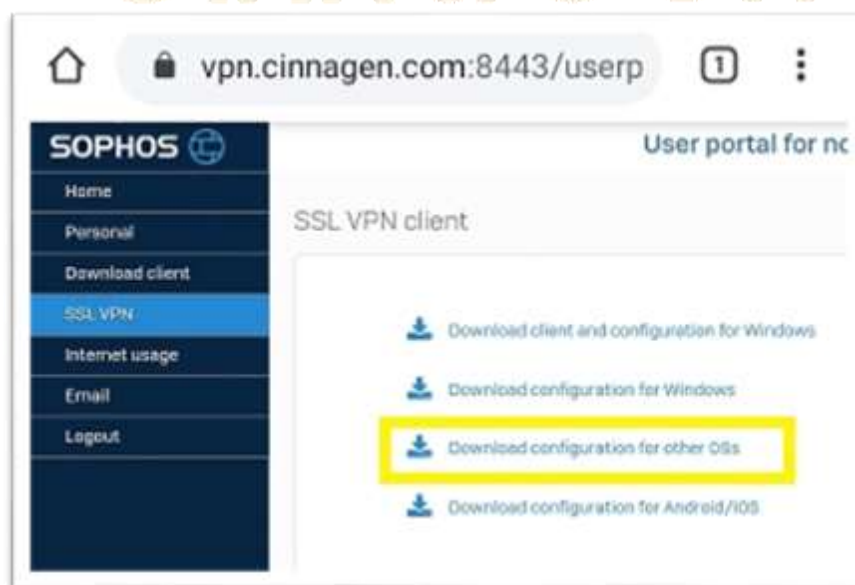 vpn.cinnagen.com:8443/userp
1
SOPHOS
User portal for no
Home
Personal
SSL VPN client
Download client
SSL VPN
Download client and configuration for Windows
Internet usage
Email
Download configuration for Windows
Logout
Download configuration for other OSs
Download configuration for Android/iOS